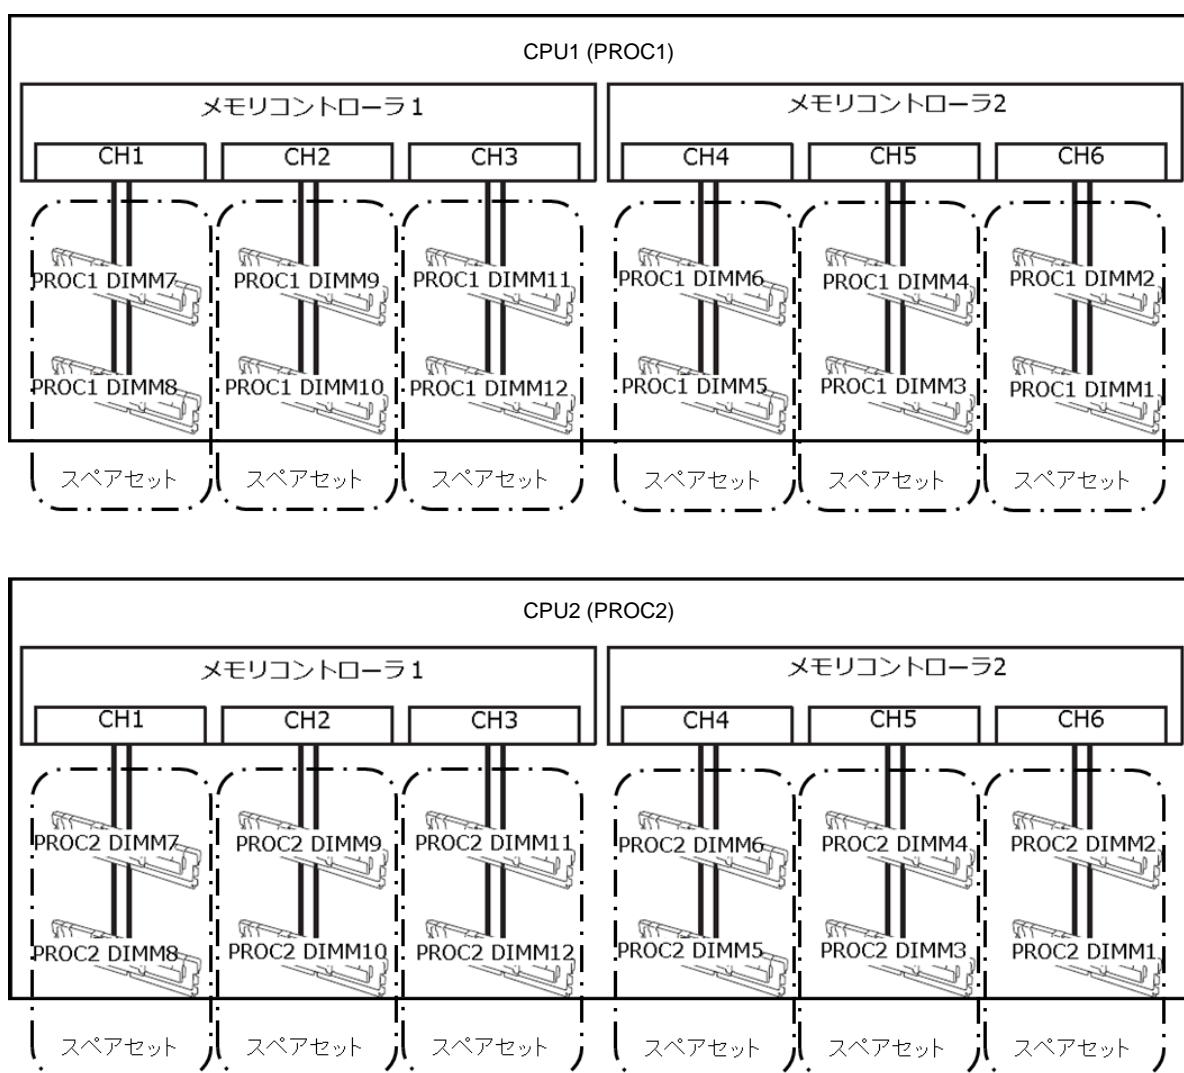 CPU1 (PROC1)
メモリコントローラ1 メモリコントローラ2
CH1 CH2 CH3 CH4 CH5 CH6
PROC1 DIMM7 PROC1 DIMM9 PROC1 DIMM11 PROC1 DIMM6 PROC1 DIMM4 PROC1 DIMM2
PROC1 DIMM8 PROC1 DIMM10 PROC1 DIMM12 PROC1 DIMM5 PROC1 DIMM3 PROC1 DIMM1
スペアセット スペアセット スペアセット スペアセット スペアセット スペアセット
CPU2 (PROC2)
メモリコントローラ1 メモリコントローラ2
CH1 CH2 CH3 CH4 CH5 CH6
PROC2 DIMM7 PROC2 DIMM9 PROC2 DIMM11 PROC2 DIMM6 PROC2 DIMM4 PROC2 DIMM2
PROC2 DIMM8 PROC2 DIMM10 PROC2 DIMM12 PROC2 DIMM5 PROC2 DIMM3 PROC2 DIMM1
スペアセット スペアセット スペアセット スペアセット スペアセット スペアセット